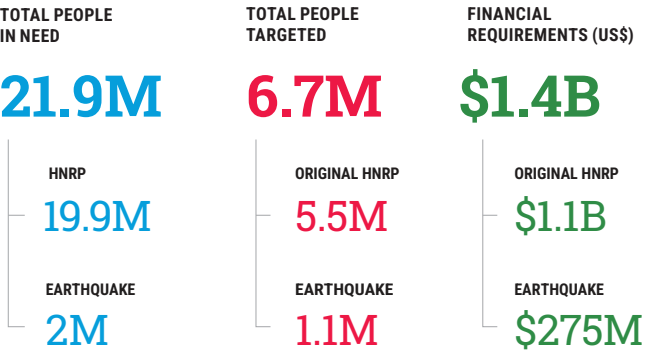 TOTAL PEOPLE
IN NEED
21.9M
HNRP
19.9M
EARTHQUAKE
2M
TOTAL PEOPLE
TARGETED
6.7M
ORIGINAL HNRP
5.5M
EARTHQUAKE
1.1M
FINANCIAL
REQUIREMENTS (US$)
$1.4B
ORIGINAL HNRP
$1.1B
EARTHQUAKE
$275M